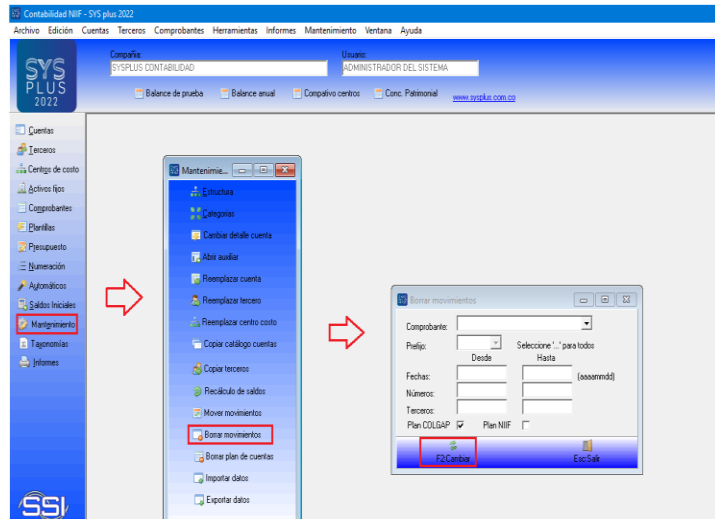 Contabilidad NIIF - SYS plus 2022
Archivo Edición Cuentas Terceros Comprobantes Herramientas Informes Mantenimiento Ventana Ayuda
SYS
PLUS
2022
Compañía:
SYSPLUS CONTABILIDAD
Usuario:
ADMINISTRADOR DEL SISTEMA
Balance de prueba Balance anual Compativo centros Conc. Patrimonial www.sysplus.com.co
Cuentas
Terceros
Centros de costo
Activos fijos
Comprobantes
Plantillas
Presupuesto
Numeración
Automáticos
Saldos Iniciales
Mantenimiento
Taxonomías
Informes
SSI
Mantenimie...
Estructura
Categorías
Cambiar detalle cuenta
Abrir auxiliar
Reemplazar cuenta
Reemplazar tercero
Reemplazar centro costo
Copiar catálogo cuentas
Copiar terceros
Recálculo de saldos
Mover movimientos
Borrar movimientos
Borrar plan de cuentas
Importar datos
Exportar datos
Borrar movimientos
Comprobante:
Prefijo: Seleccione '...' para todos
Desde Hasta
Fechas: (aaaammdd)
Números:
Terceros:
Plan COLGAP Plan NIIF
F2:Cambiar Esc:Salir